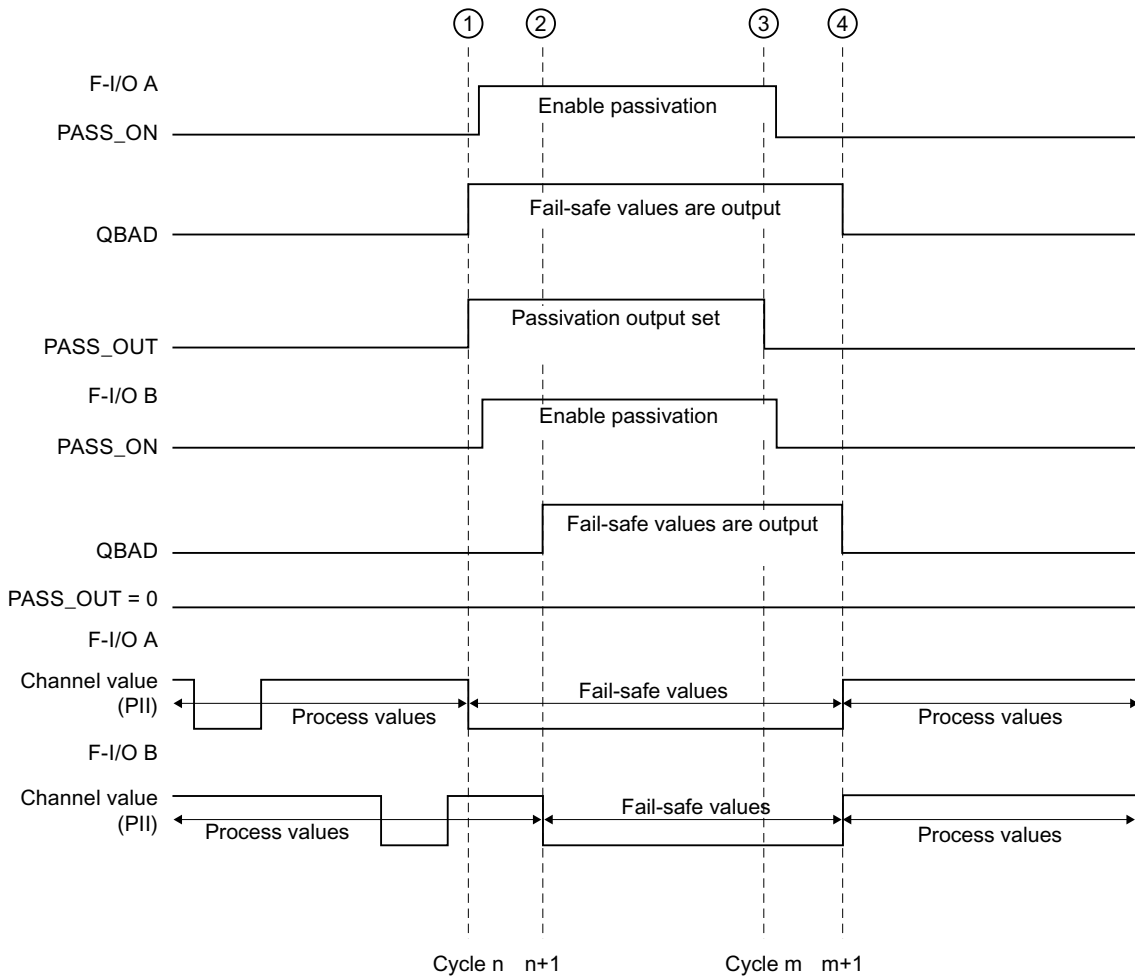 1 2 3 4
F-I/O A
Enable passivation
PASS_ON
Fail-safe values are output
QBAD
Passivation output set
PASS_OUT
F-I/O B
Enable passivation
PASS_ON
Fail-safe values are output
QBAD
PASS_OUT = 0
F-I/O A
Channel value
(PII)
Process values
Fail-safe values
Process values
F-I/O B
Channel value
(PII)
Process values
Fail-safe values
Process values
Cycle n n+1 Cycle m m+1